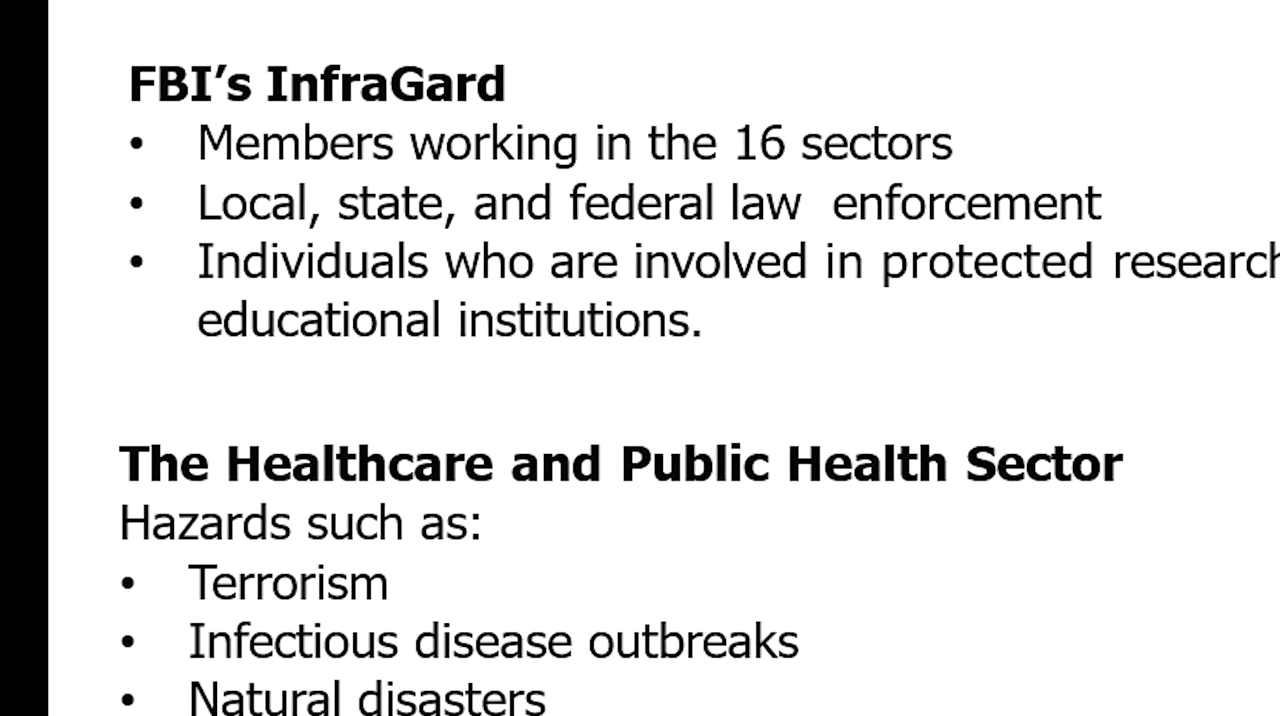 FBI’s InfraGard
• Members working in the 16 sectors
• Local, state, and federal law  enforcement
• Individuals who are involved in protected research
educational institutions.
The Healthcare and Public Health Sector
Hazards such as:
• Terrorism
• Infectious disease outbreaks
• Natural disasters